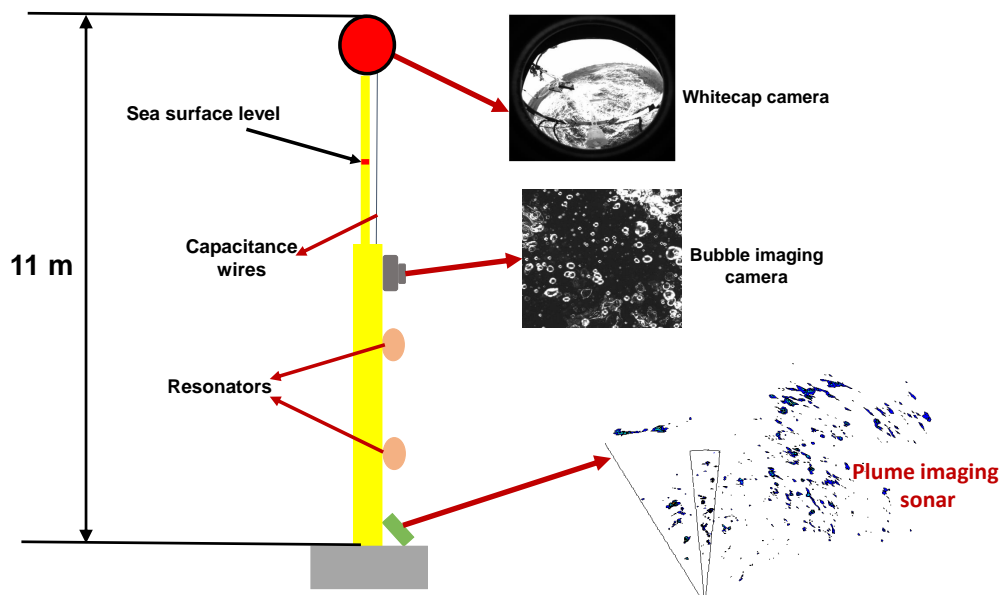 Whitecap camera
Sea surface level
Capacitance
wires
11 m
Bubble imaging
camera
Resonators
Plume imaging
sonar